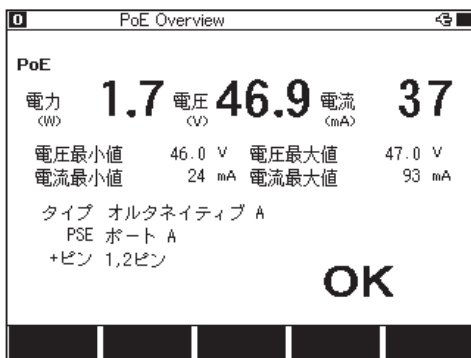 0 PoE Overview
PoE
電力 (W) 1.7 電圧 (V) 46.9 電流 (mA) 37
電圧最小値 46.0 V 電圧最大値 47.0 V
電流最小値 24 mA 電流最大値 93 mA
タイプ オルタネイティブ A
PSE ポート A
+ピン 1,2ピン
OK